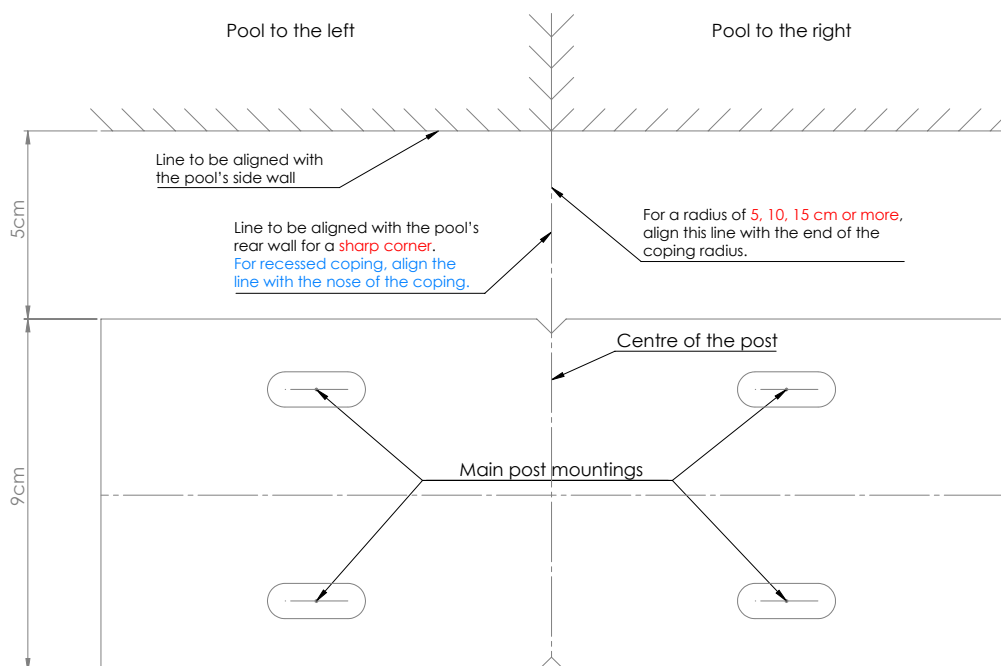 Pool to the left
Pool to the right
Line to be aligned with
the pool's side wall
5cm
Line to be aligned with the pool's
rear wall for a sharp corner.
For recessed coping, align the
line with the nose of the coping.
For a radius of 5, 10, 15 cm or more,
align this line with the end of the
coping radius.
Centre of the post
Main post mountings
9cm